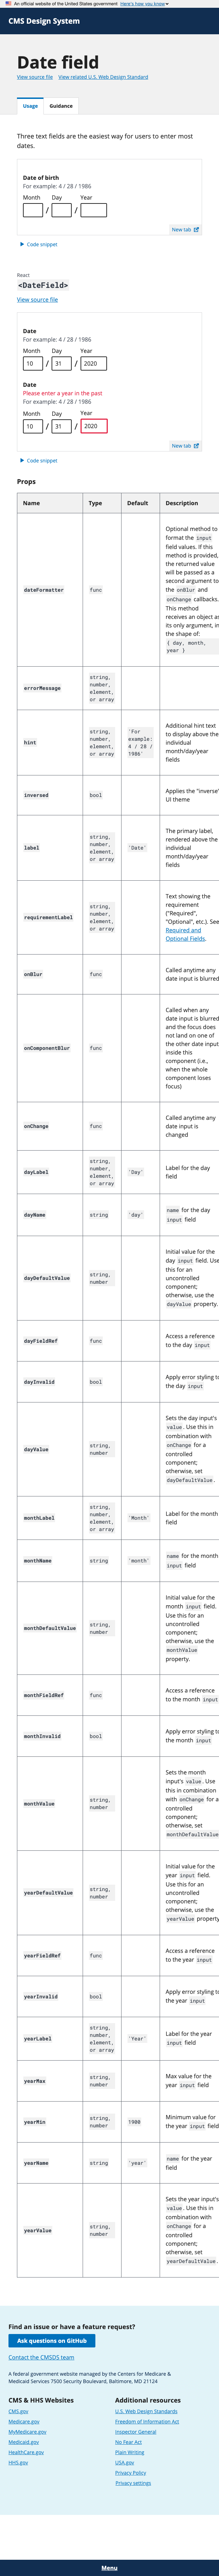 An official website of the United States government Here's how you know
CMS Design System
Date field
View source file View related U.S. Web Design Standard
Usage Guidance
Three text fields are the easiest way for users to enter most
dates.
Date of birth
For example: 4 / 28 / 1986
Month Day Year
/ /
New tab
Code snippet
React
<DateField>
View source file
Date
For example: 4 / 28 / 1986
Month Day Year
10 / 31 / 2020
Date
Please enter a year in the past
For example: 4 / 28 / 1986
Month Day Year
10 / 31 / 2020
New tab
Code snippet
Props
Name Type Default Description
dateFormatter func
Optional method to
format the input
field values. If this
method is provided,
the returned value
will be passed as a
second argument to
the onBlur and
onChange callbacks.
This method
receives an object as
its only argument, in
the shape of:
{ day, month,
year }
errorMessage
string,
number,
element,
or array
hint
string,
number,
element,
or array
'For
example:
4 / 28 /
1986'
Additional hint text
to display above the
individual
month/day/year
fields
inversed bool
Applies the "inverse"
UI theme
label
string,
number,
element,
or array
'Date'
The primary label,
rendered above the
individual
month/day/year
fields
requirementLabel
string,
number,
element,
or array
Text showing the
requirement
("Required",
"Optional", etc.). See
Required and
Optional Fields.
onBlur func
Called anytime any
date input is blurred
onComponentBlur func
Called when any
date input is blurred
and the focus does
not land on one of
the other date inputs
inside this
component (i.e.,
when the whole
component loses
focus)
onChange func
Called anytime any
date input is
changed
dayLabel
string,
number,
element,
or array
'Day'
Label for the day
field
dayName string 'day'
name for the day
input field
dayDefaultValue
string,
number
Initial value for the
day input field. Use
this for an
uncontrolled
component;
otherwise, use the
dayValue property.
dayFieldRef func
Access a reference
to the day input
dayInvalid bool
Apply error styling to
the day input
dayValue
string,
number
Sets the day input's
value. Use this in
combination with
onChange for a
controlled
component;
otherwise, set
dayDefaultValue.
monthLabel
string,
number,
element,
or array
'Month'
Label for the month
field
monthName string 'month'
name for the month
input field
monthDefaultValue
string,
number
Initial value for the
month input field.
Use this for an
uncontrolled
component;
otherwise, use the
monthValue
property.
monthFieldRef func
Access a reference
to the month input
monthInvalid bool
Apply error styling to
the month input
monthValue
string,
number
Sets the month
input's value. Use
this in combination
with onChange for a
controlled
component;
otherwise, set
monthDefaultValue
yearDefaultValue
string,
number
Initial value for the
year input field.
Use this for an
uncontrolled
component;
otherwise, use the
yearValue property
yearFieldRef func
Access a reference
to the year input
yearInvalid bool
Apply error styling to
the year input
yearLabel
string,
number,
element,
or array
'Year'
Label for the year
input field
yearMax
string,
number
Max value for the
year input field
yearMin
string,
number
1900
Minimum value for
the year input field
yearName string 'year'
name for the year
field
yearValue
string,
number
Sets the year input's
value. Use this in
combination with
onChange for a
controlled
component;
otherwise, set
yearDefaultValue.
Find an issue or have a feature request?
Ask questions on GitHub
Contact the CMSDS team
A federal government website managed by the Centers for Medicare &
Medicaid Services 7500 Security Boulevard, Baltimore, MD 21124
CMS & HHS Websites
CMS.gov
Medicare.gov
MyMedicare.gov
Medicaid.gov
HealthCare.gov
HHS.gov
Additional resources
U.S. Web Design Standards
Freedom of Information Act
Inspector General
No Fear Act
Plain Writing
USA.gov
Privacy Policy
Privacy settings
Menu